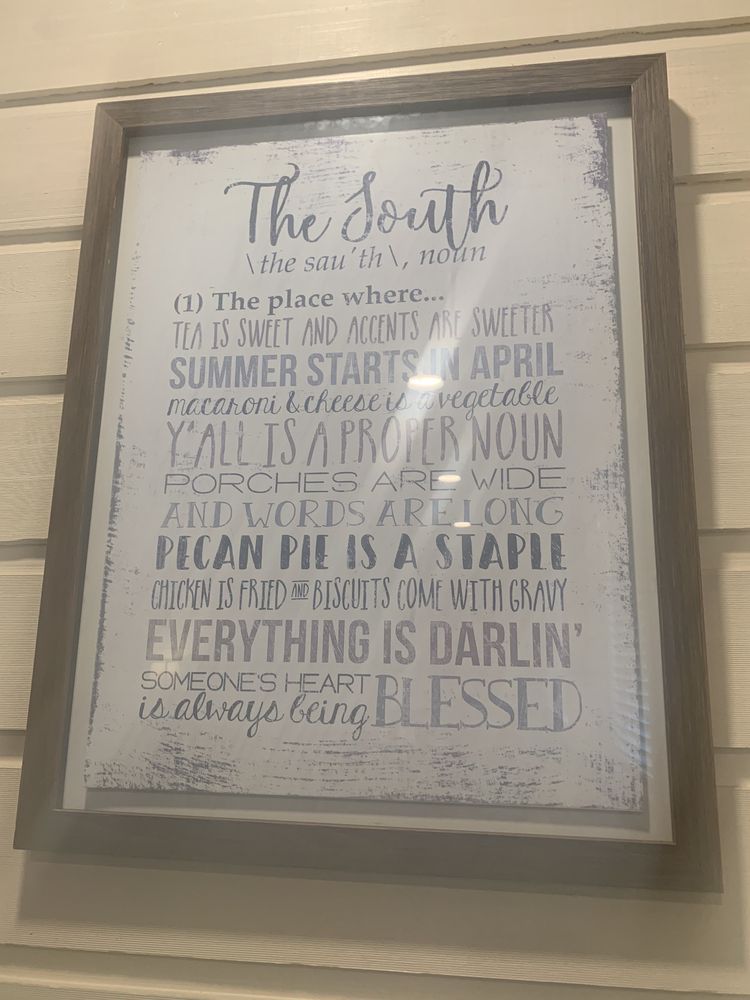 The South
\the sau'th\, noun
(1) The place where...
TEA IS SWEET AND ACCENTS ARE SWEETER
SUMMER STARTS IN APRIL
macaroni & cheese is a vegetable
Y'ALL IS A PROPER NOUN
PORCHES ARE WIDE
AND WORDS ARE LONG
PECAN PIE IS A STAPLE
CHICKEN IS FRIED AND BISCUITS COME WITH GRAVY
EVERYTHING IS DARLIN'
SOMEONE'S HEART
is always being BLESSED